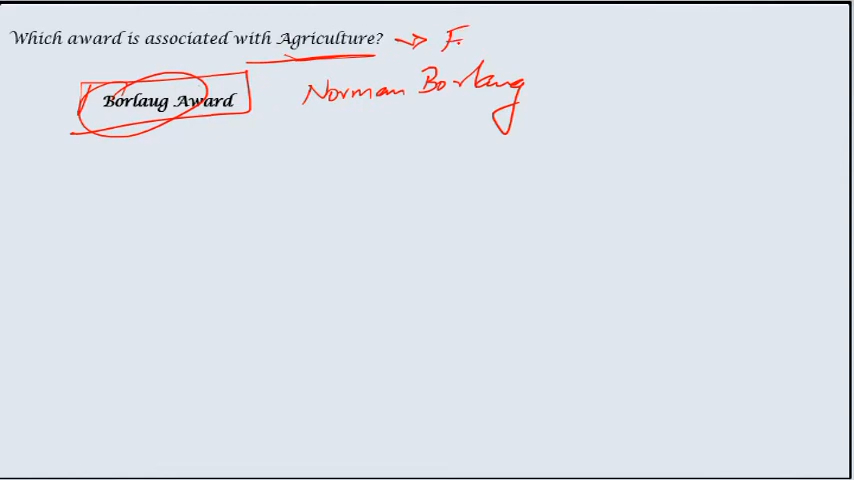 Which award is associated with Agriculture? → F.
Borlaug Award
Norman Borlaug